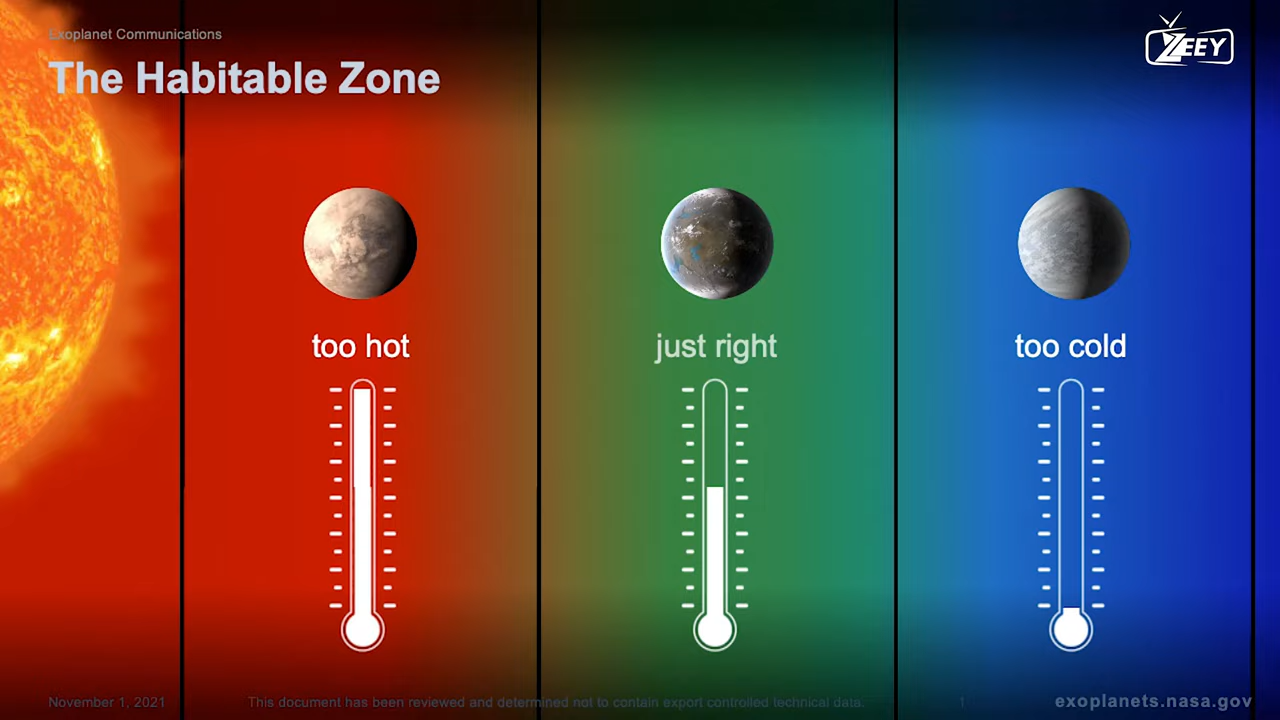 Exoplanet Communications
The Habitable Zone
ZEEY
too hot
just right
too cold
November 1, 2021
This document has been reviewed and determined not to contain export controlled technical data.
1
exoplanets.nasa.gov